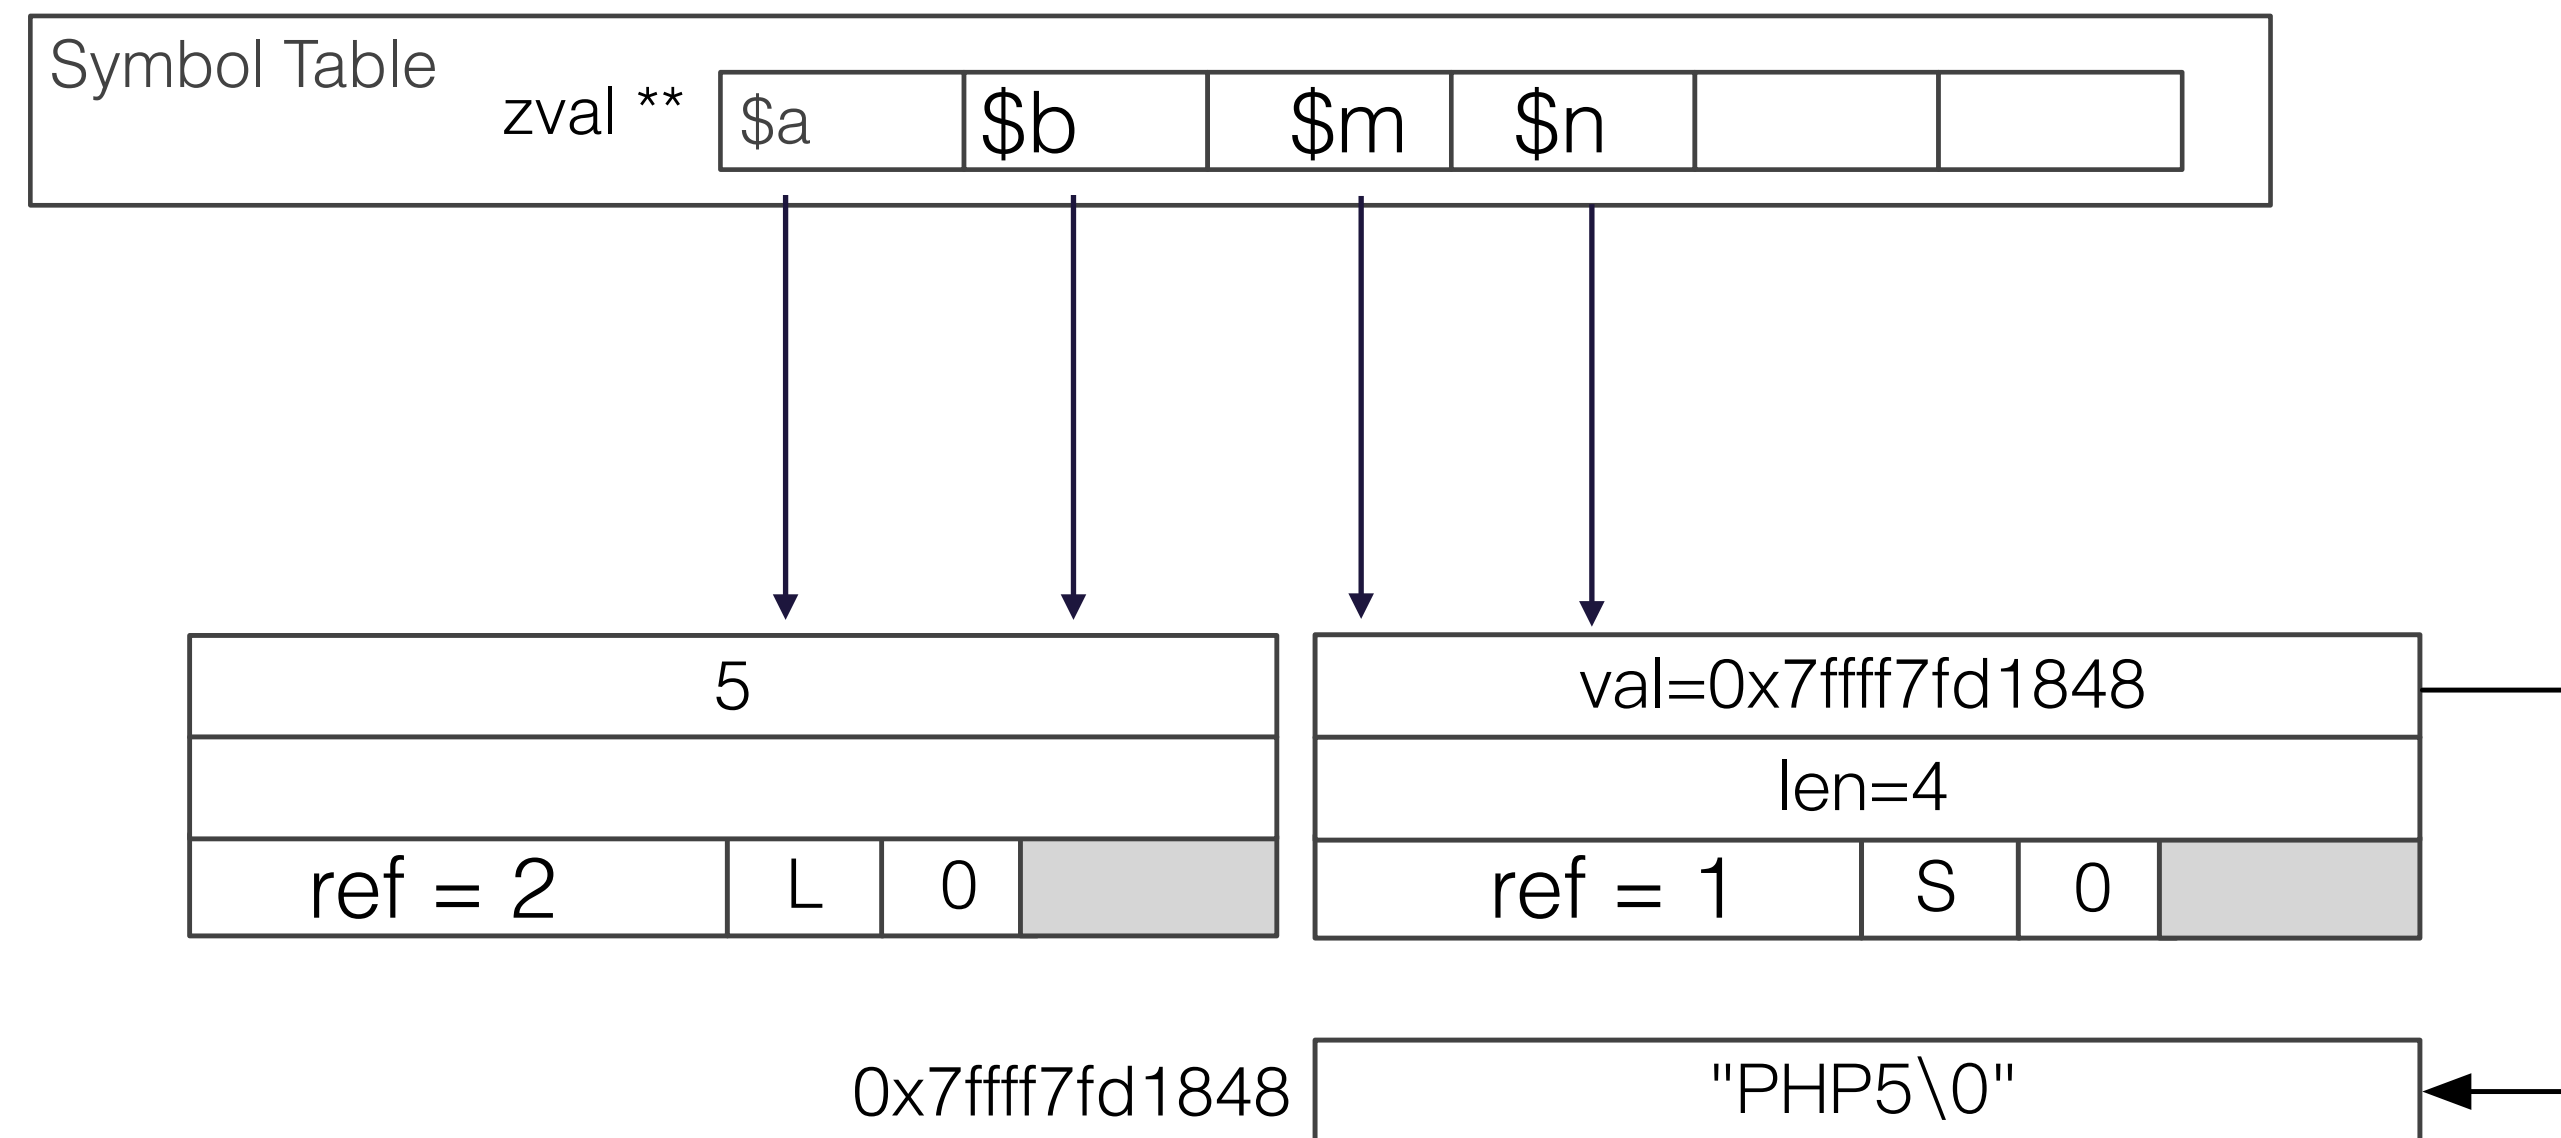 Symbol Table
zval ** $a $b $m $n
5 val=0x7ffff7fd1848
len=4
ref = 2 L 0 ref = 1 S 0
0x7ffff7fd1848 "PHP5\0"